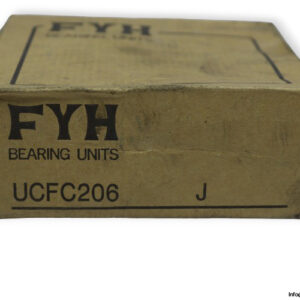 FYH
BEARING UNITS
FYH
BEARING UNITS
UCFC206 J